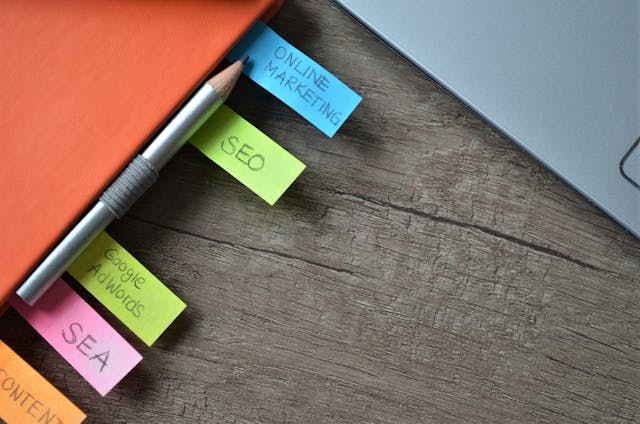 ONLINE
MARKETING
SEO
Google
AdWords
SEA
CONTENT